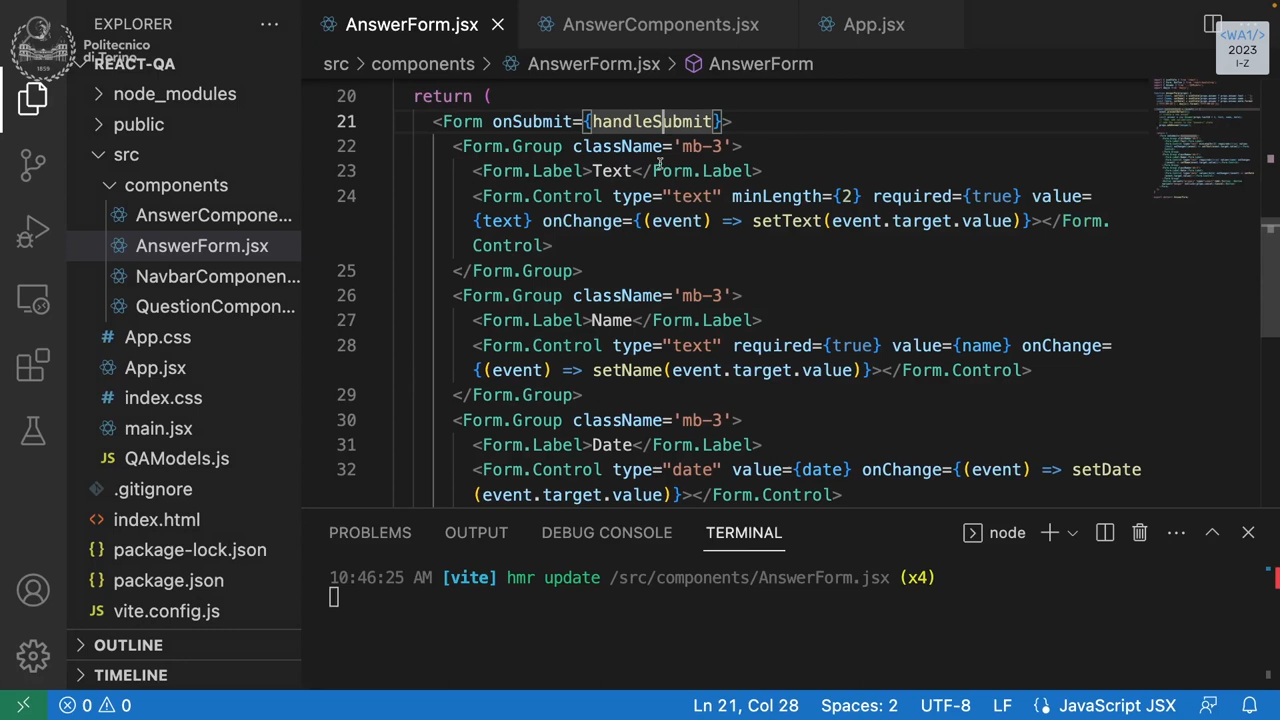 EXPLORER
AnswerForm.jsx
AnswerComponents.jsx
App.jsx
Politecnico
di Torino
1859
<WA1/>
2023
I-Z
REACT-QA
src > components > AnswerForm.jsx > AnswerForm
node_modules
public
src
components
AnswerCompone...
AnswerForm.jsx
NavbarComponen...
QuestionCompon...
App.css
App.jsx
index.css
main.jsx
QAModels.js
.gitignore
index.html
package-lock.json
package.json
vite.config.js
OUTLINE
TIMELINE
20 return
21 <Form onSubmit={handleSubmit}>
22 <Form.Group className='mb-3'>
23 <Form.Label>Text</Form.Label>
24 <Form.Control type="text" minLength={2} required={true} value=
{text} onChange={(event) => setText(event.target.value)}></Form.
Control>
25 </Form.Group>
26 <Form.Group className='mb-3'>
27 <Form.Label>Name</Form.Label>
28 <Form.Control type="text" required={true} value={name} onChange=
{(event) => setName(event.target.value)}></Form.Control>
29 </Form.Group>
30 <Form.Group className='mb-3'>
31 <Form.Label>Date</Form.Label>
32 <Form.Control type="date" value={date} onChange={(event) => setDate
(event.target.value)}></Form.Control>
PROBLEMS OUTPUT DEBUG CONSOLE TERMINAL
node
10:46:25 AM [vite] hmr update /src/components/AnswerForm.jsx (x4)
0 0
Ln 21, Col 28 Spaces: 2 UTF-8 LF JavaScript JSX